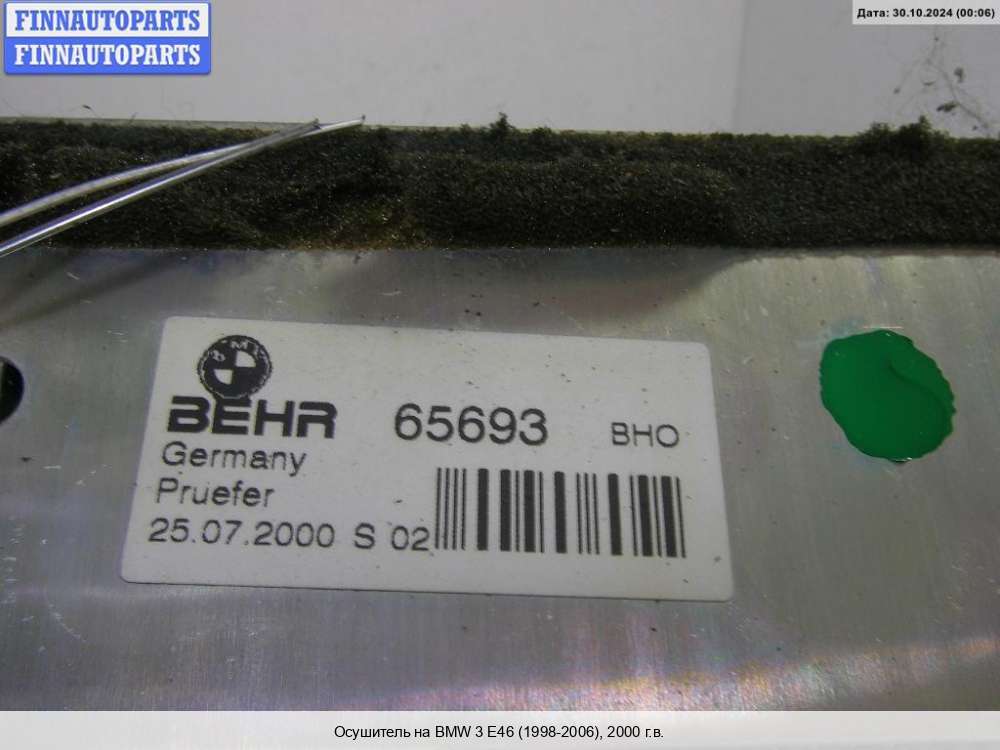 FINNAUTOPARTS
FINNAUTOPARTS
Дата: 30.10.2024 (00:06)
BMW
BEHR 65693 BHO
Germany
Pruefer
25.07.2000 S 02
Осушитель на BMW 3 E46 (1998-2006), 2000 г.в.